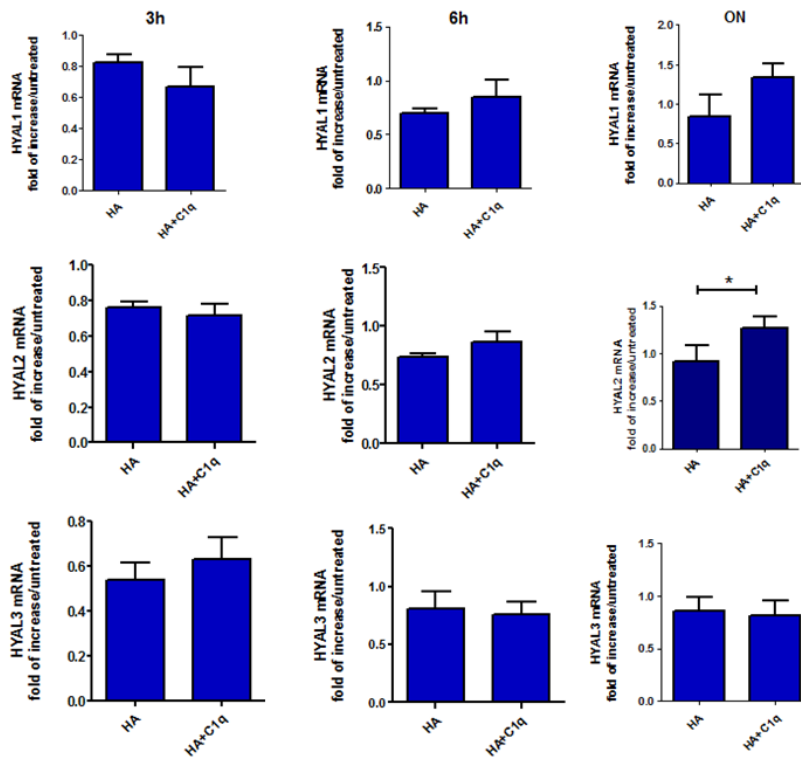 3h
6h
ON
HYAL1 mRNA
fold of increase/untreated
1.0
0.8
0.6
0.4
0.2
0.0
HA
HA+C1q
HYAL1 mRNA
fold of increase/untreated
1.5
1.0
0.5
0.0
HA
HA+C1q
HYAL1 mRNA
fold of increase/untreated
2.0
1.5
1.0
0.5
0.0
HA
HA+C1q
HYAL2 mRNA
fold of increase/untreated
1.0
0.8
0.6
0.4
0.2
0.0
HA
HA+C1q
HYAL2 mRNA
fold of increase/untreated
1.5
1.0
0.5
0.0
HA
HA+C1q
HYAL2 mRNA
fold of increase/untreated
1.5
1.0
0.5
0.0
*
HA
HA+C1q
HYAL3 mRNA
fold of increase/untreated
0.8
0.6
0.4
0.2
0.0
HA
HA+C1q
HYAL3 mRNA
fold of increase/untreated
1.5
1.0
0.5
0.0
HA
HA+C1q
HYAL3 mRNA
fold of increase/untreated
1.5
1.0
0.5
0.0
HA
HA+C1q